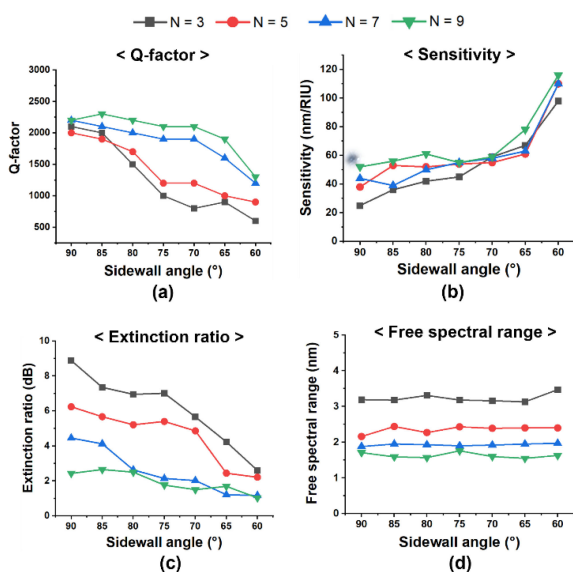 N = 3 N = 5 N = 7 N = 9
< Q-factor >
Q-factor
3000
2500
2000
1500
1000
500
90 85 80 75 70 65 60
Sidewall angle (°)
(a)
< Sensitivity >
Sensitivity (nm/RIU)
140
120
100
80
60
40
20
0
90 85 80 75 70 65 60
Sidewall angle (°)
(b)
< Extinction ratio >
Extinction ratio (dB)
10
8
6
4
2
0
90 85 80 75 70 65 60
Sidewall angle (°)
(c)
< Free spectral range >
Free spectral range (nm)
5
4
3
2
1
0
90 85 80 75 70 65 60
Sidewall angle (°)
(d)